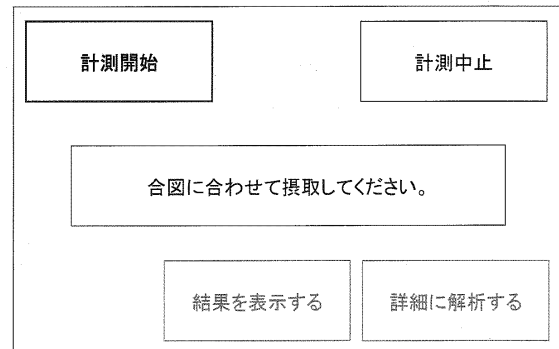 計測開始
計測中止
合図に合わせて摂取してください。
結果を表示する
詳細に解析する